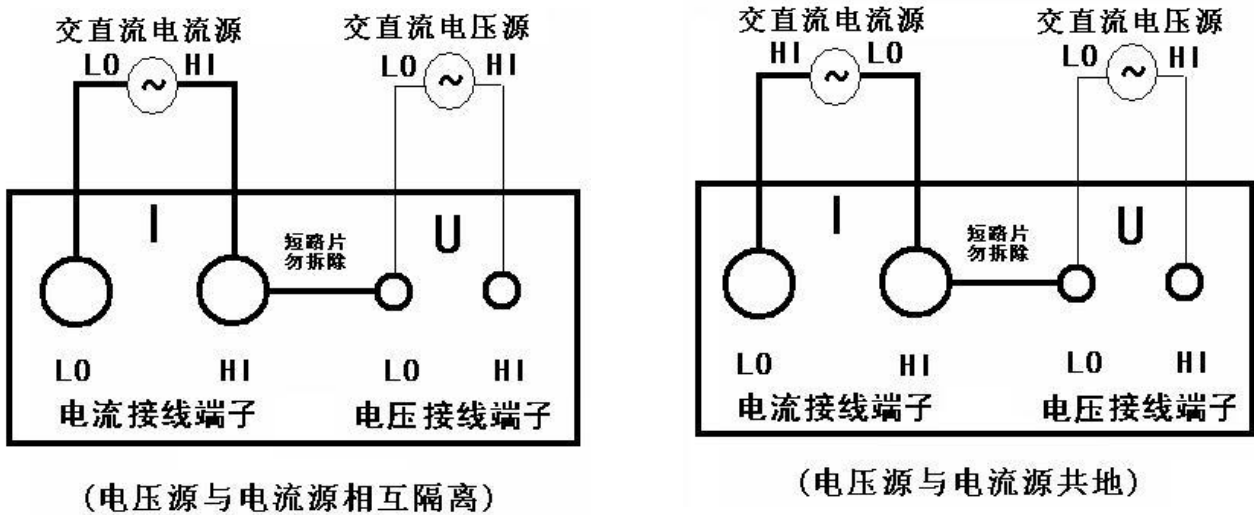 交直流电流源
LO HI
~
交直流电压源
LO HI
~
I
短路片
勿拆除
U
LO HI LO HI
电流接线端子 电压接线端子
(电压源与电流源相互隔离)
交直流电流源
HI LO
~
交直流电压源
LO HI
~
I
短路片
勿拆除
U
LO HI LO HI
电流接线端子 电压接线端子
(电压源与电流源共地)